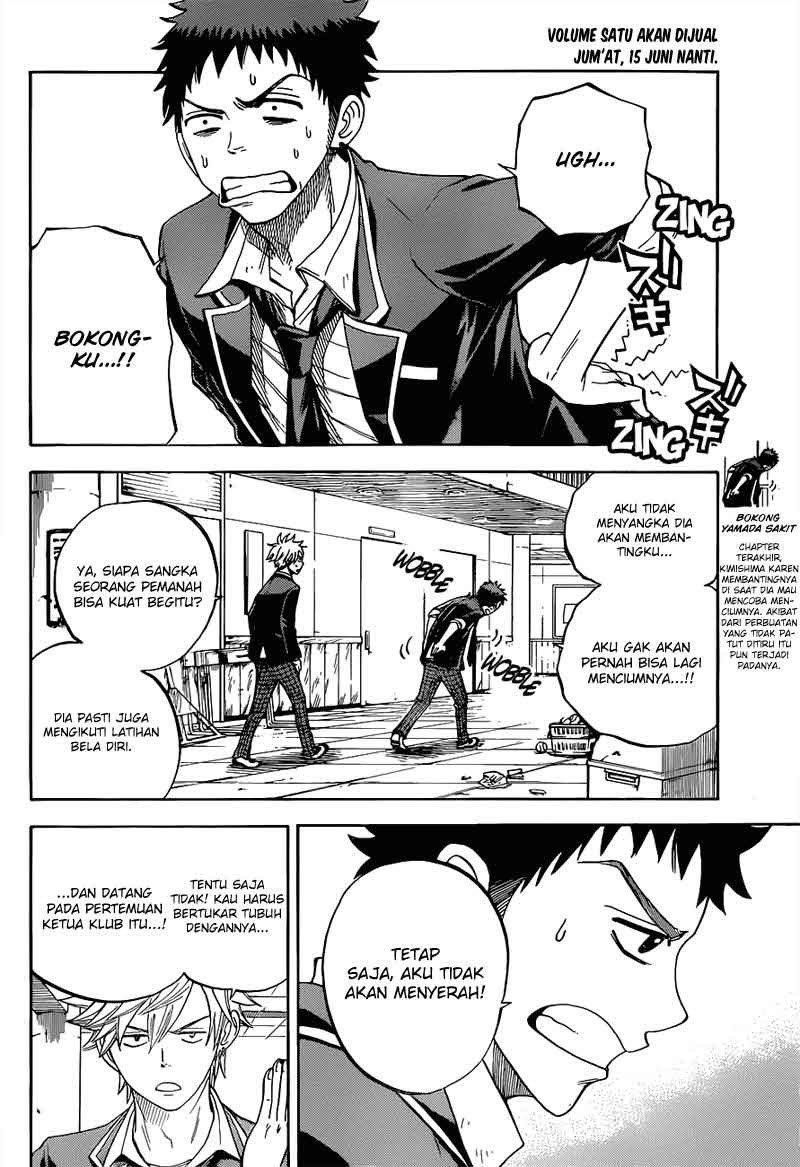 VOLUME SATU AKAN DIJUAL
JUM'AT, 15 JUNI NANTI.
UGH...
ZING
ズキ
BOKONG-
KU...!!
ZING
ズキ
BOKONG
YAMADA SAKIT
CHAPTER
TERAKHIR,
KIMISHIMA KAREN
MEMBANTINGNYA
DI SAAT DIA MAU
MENCOBA MEN-
CIUMNYA. AKIBAT
DARI PERBUATAN
YANG TIDAK PA-
TUT DITIRU ITU
PUN TERJADI
PADANYA.
AKU TIDAK
MENYANGKA DIA
AKAN MEMBAN-
TINGKU...
AKU GAK AKAN
PERNAH BISA LAGI
MENCIUMNYA...!!
WOBBLE
WOBBLE
YA, SIAPA SANGKA
SEORANG PEMANAH
BISA KUAT BEGITU?
DIA PASTI JUGA
MENGIKUTI LATIHAN
BELA DIRI.
TETAP
SAJA, AKU TIDAK
AKAN MENYERAH!
TENTU SAJA
TIDAK! KAU HARUS
BERTUKAR TUBUH
DENGANNYA...
...DAN DATANG
PADA PERTEMUAN
KETUA KLUB ITU...!